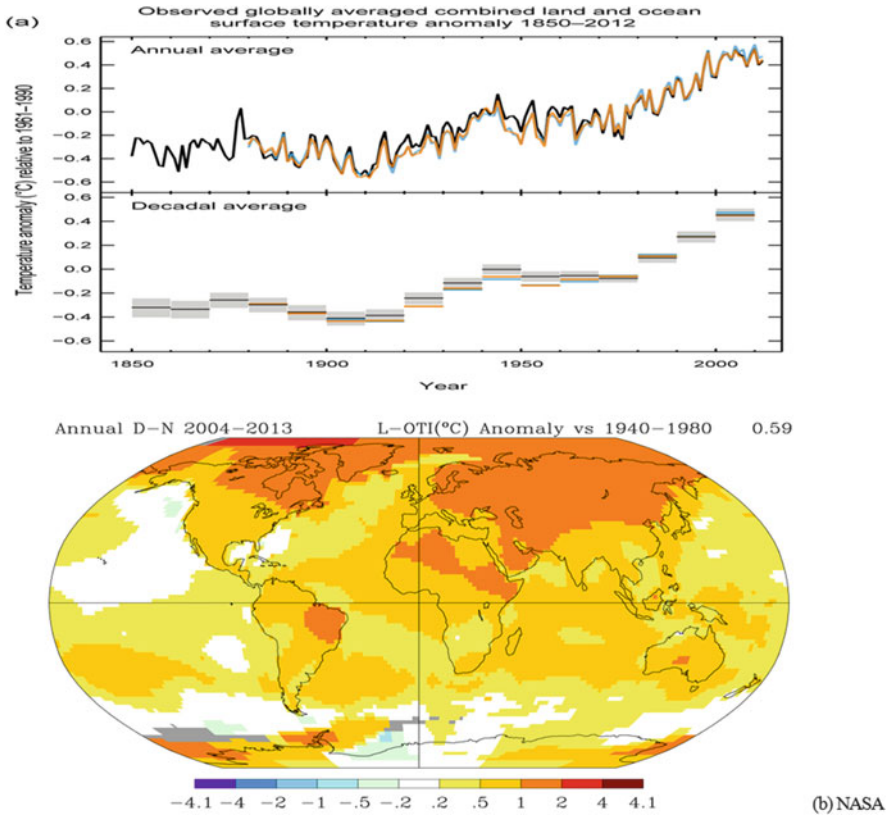 (a)
Observed globally averaged combined land and ocean
surface temperature anomaly 1850–2012
Temperature anomaly (°C) relative to 1961–1990
Annual average
0.6
0.4
0.2
0.0
−0.2
−0.4
−0.6
Decadal average
0.6
0.4
0.2
0.0
−0.2
−0.4
−0.6
1850 1900 1950 2000
Year
Annual D−N 2004−2013 L−OTI(°C) Anomaly vs 1940−1980 0.59
−4.1 −4 −2 −1 −.5 −.2 .2 .5 1 2 4 4.1
(b) NASA